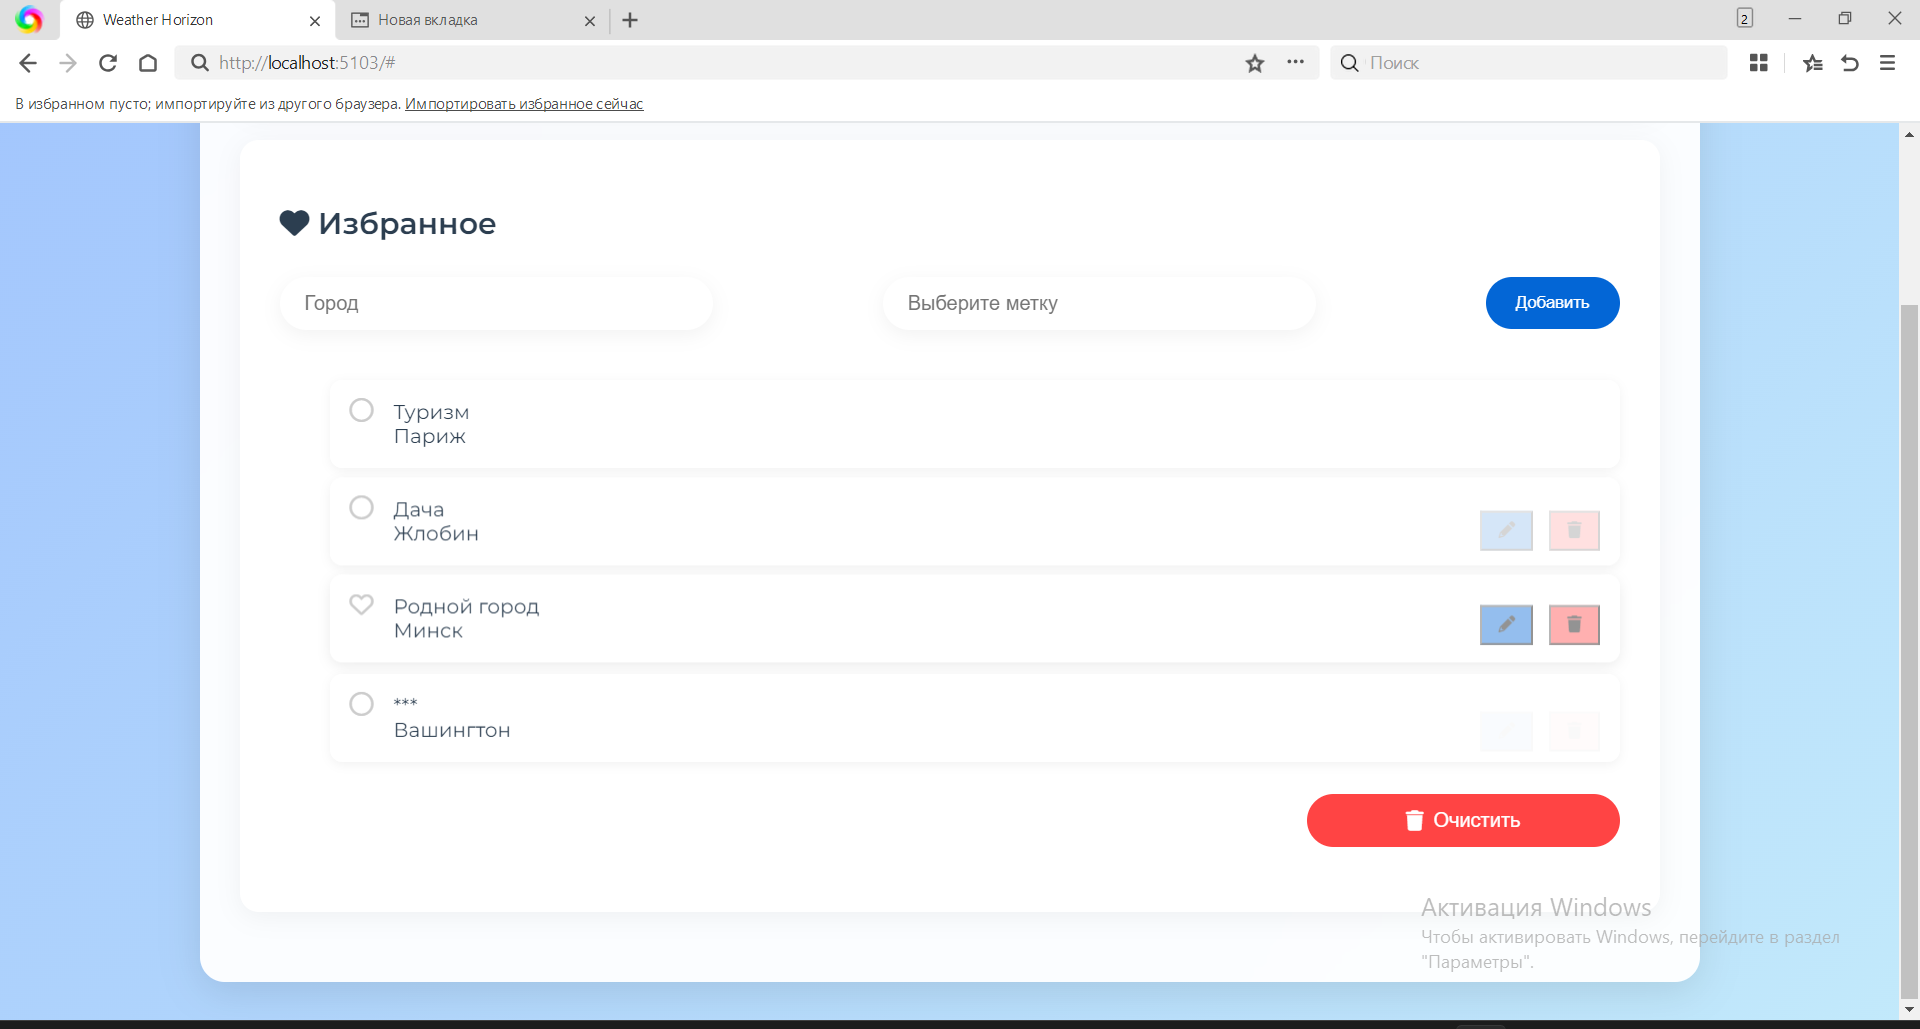 Weather Horizon
Новая вкладка
2
http://localhost:5103/#
Поиск
В избранном пусто; импортируйте из другого браузера. Импортировать избранное сейчас
Избранное
Город
Выберите метку
Добавить
Туризм
Париж
Дача
Жлобин
Родной город
Минск
***
Вашингтон
Очистить
Активация Windows
Чтобы активировать Windows, перейдите в раздел
"Параметры".